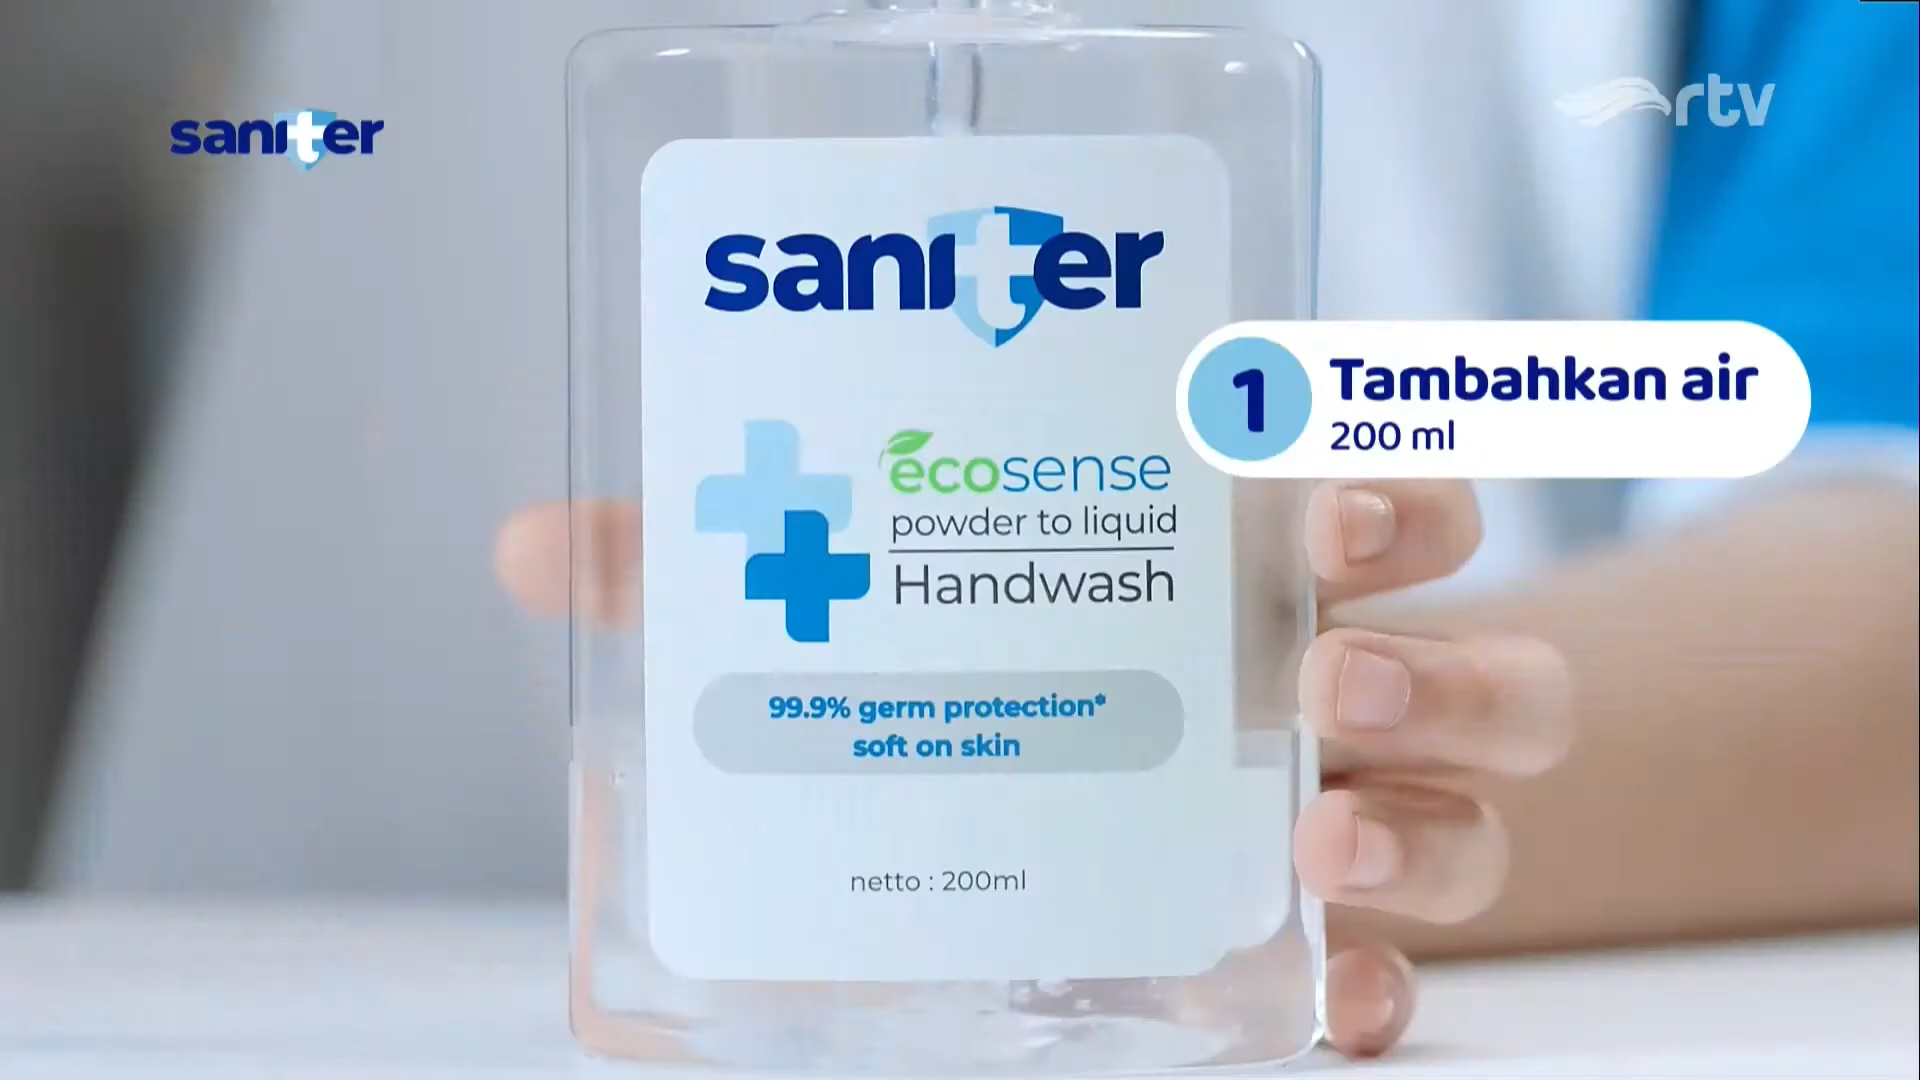 saniter
rtv
saniter
1 Tambahkan air
200 ml
ecosense
powder to liquid
Handwash
99.9% germ protection*
soft on skin
netto : 200ml